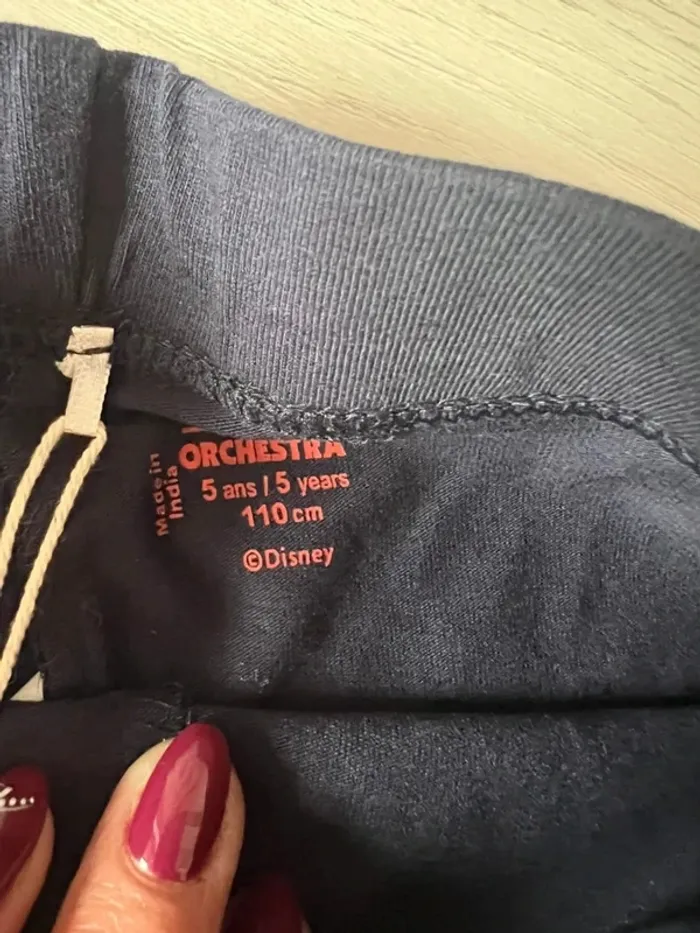 ORCHESTRA
Made in
India
5 ans / 5 years
110 cm
©Disney